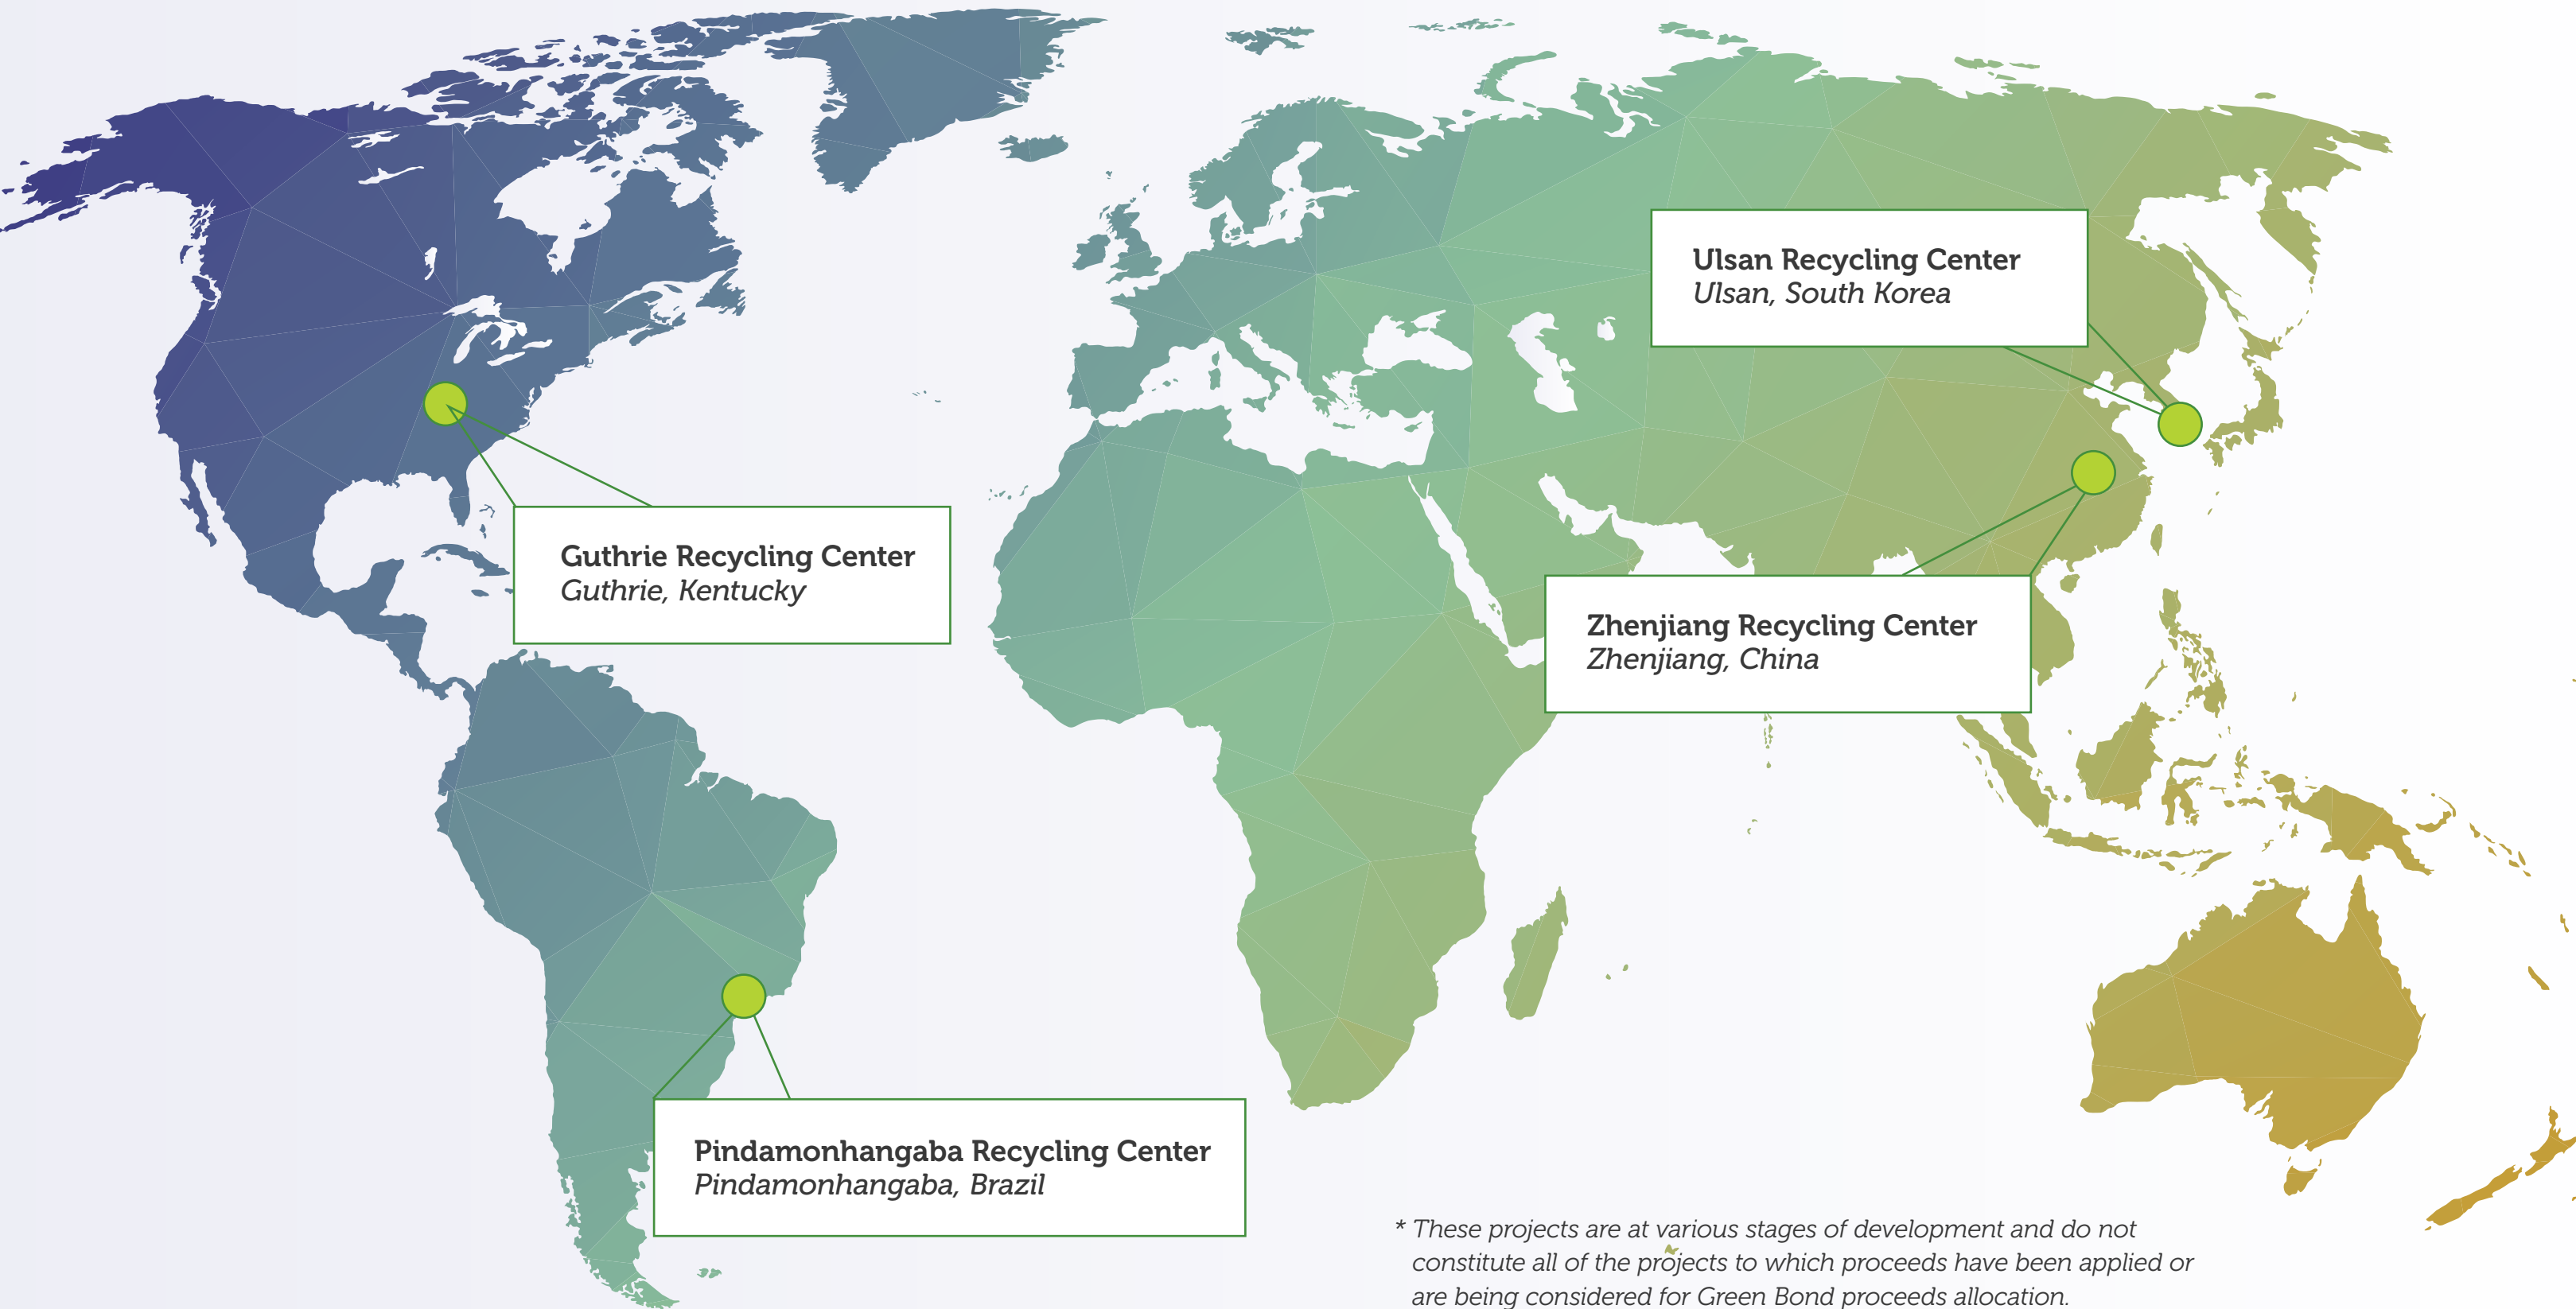 Ulsan Recycling Center
Ulsan, South Korea
Guthrie Recycling Center
Guthrie, Kentucky
Zhenjiang Recycling Center
Zhenjiang, China
Pindamonhangaba Recycling Center
Pindamonhangaba, Brazil
* These projects are at various stages of development and do not
constitute all of the projects to which proceeds have been applied or
are being considered for Green Bond proceeds allocation.